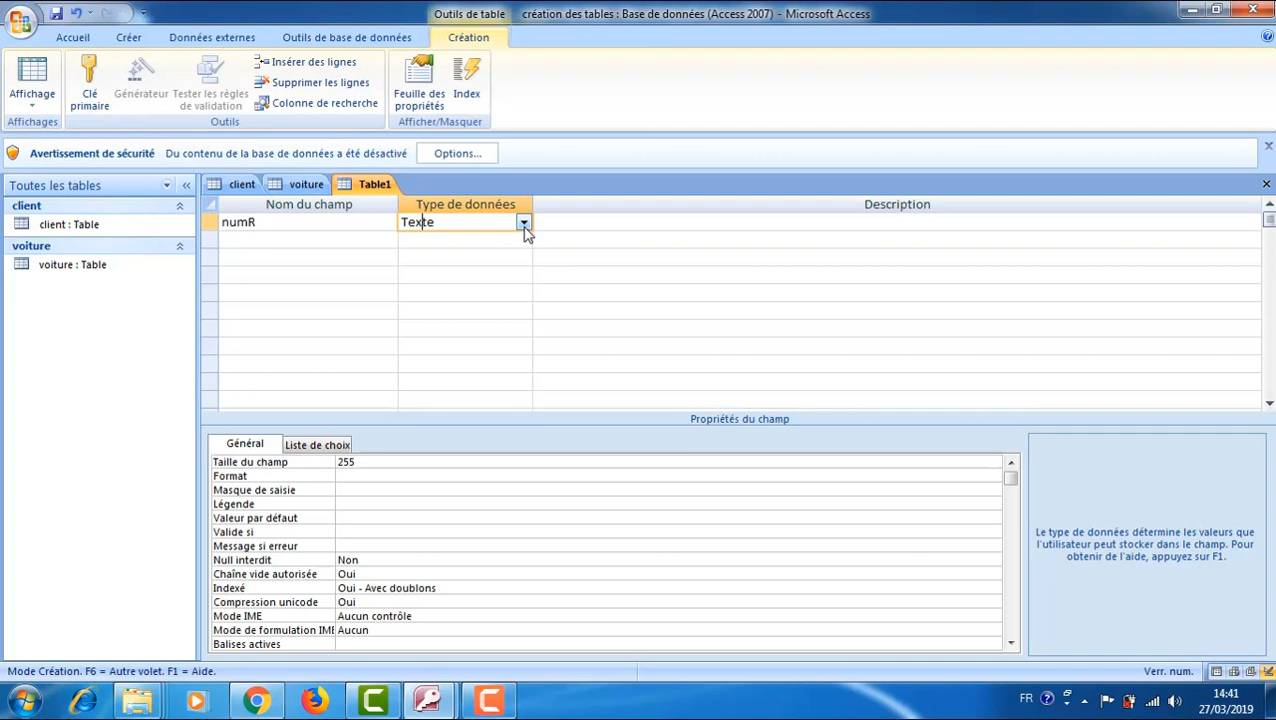 Outils de table création des tables : Base de données (Access 2007) - Microsoft Access
Accueil Créer Données externes Outils de base de données Création
Affichage
Clé primaire
Générateur
Tester les règles de validation
Insérer des lignes
Supprimer les lignes
Colonne de recherche
Feuille des propriétés
Index
Affichages Outils Afficher/Masquer
Avertissement de sécurité Du contenu de la base de données a été désactivé Options...
Toutes les tables
client
client : Table
voiture
voiture : Table
client voiture Table1
Nom du champ Type de données Description
numR Texte
Propriétés du champ
Général Liste de choix
Taille du champ 255
Format
Masque de saisie
Légende
Valeur par défaut
Valide si
Message si erreur
Null interdit Non
Chaîne vide autorisée Oui
Indexé Oui - Avec doublons
Compression unicode Oui
Mode IME Aucun contrôle
Mode de formulation IME Aucun
Balises actives
Le type de données détermine les valeurs que
l'utilisateur peut stocker dans le champ. Pour
obtenir de l'aide, appuyez sur F1.
Mode Création. F6 = Autre volet. F1 = Aide. Verr. num.
FR 14:41
27/03/2019